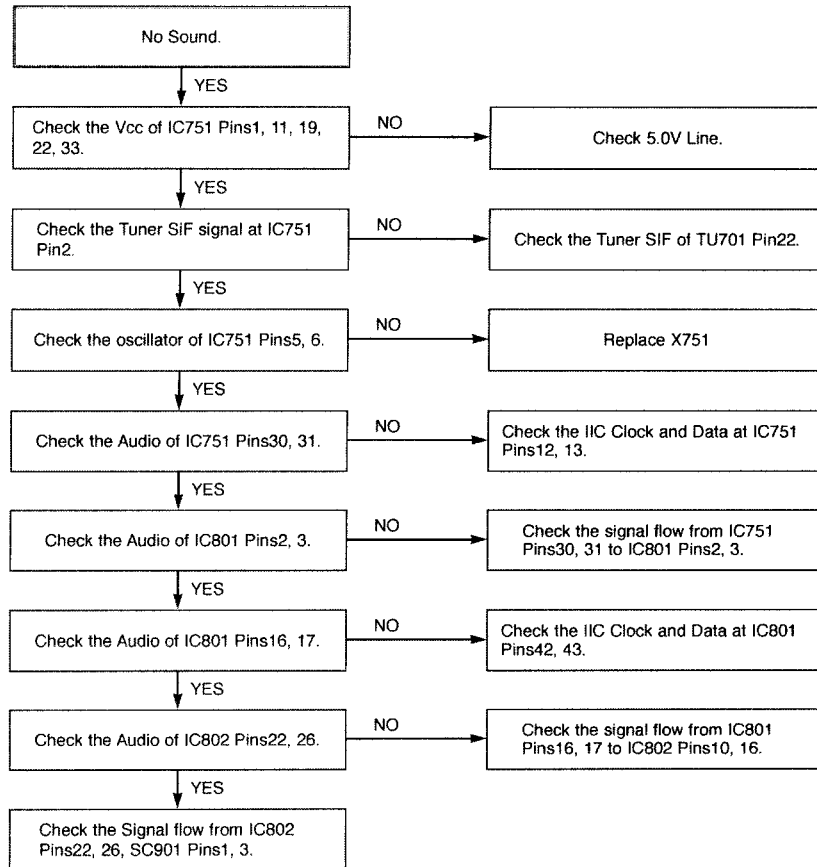 No Sound.
YES
Check the Vcc of IC751 Pins1, 11, 19,
22, 33.
NO
Check 5.0V Line.
YES
Check the Tuner SIF signal at IC751
Pin2.
NO
Check the Tuner SIF of TU701 Pin22.
YES
Check the oscillator of IC751 Pins5, 6.
NO
Replace X751
YES
Check the Audio of IC751 Pins30, 31.
NO
Check the IIC Clock and Data at IC751
Pins12, 13.
YES
Check the Audio of IC801 Pins2, 3.
NO
Check the signal flow from IC751
Pins30, 31 to IC801 Pins2, 3.
YES
Check the Audio of IC801 Pins16, 17.
NO
Check the IIC Clock and Data at IC801
Pins42, 43.
YES
Check the Audio of IC802 Pins22, 26.
NO
Check the signal flow from IC801
Pins16, 17 to IC802 Pins10, 16.
YES
Check the Signal flow from IC802
Pins22, 26, SC901 Pins1, 3.